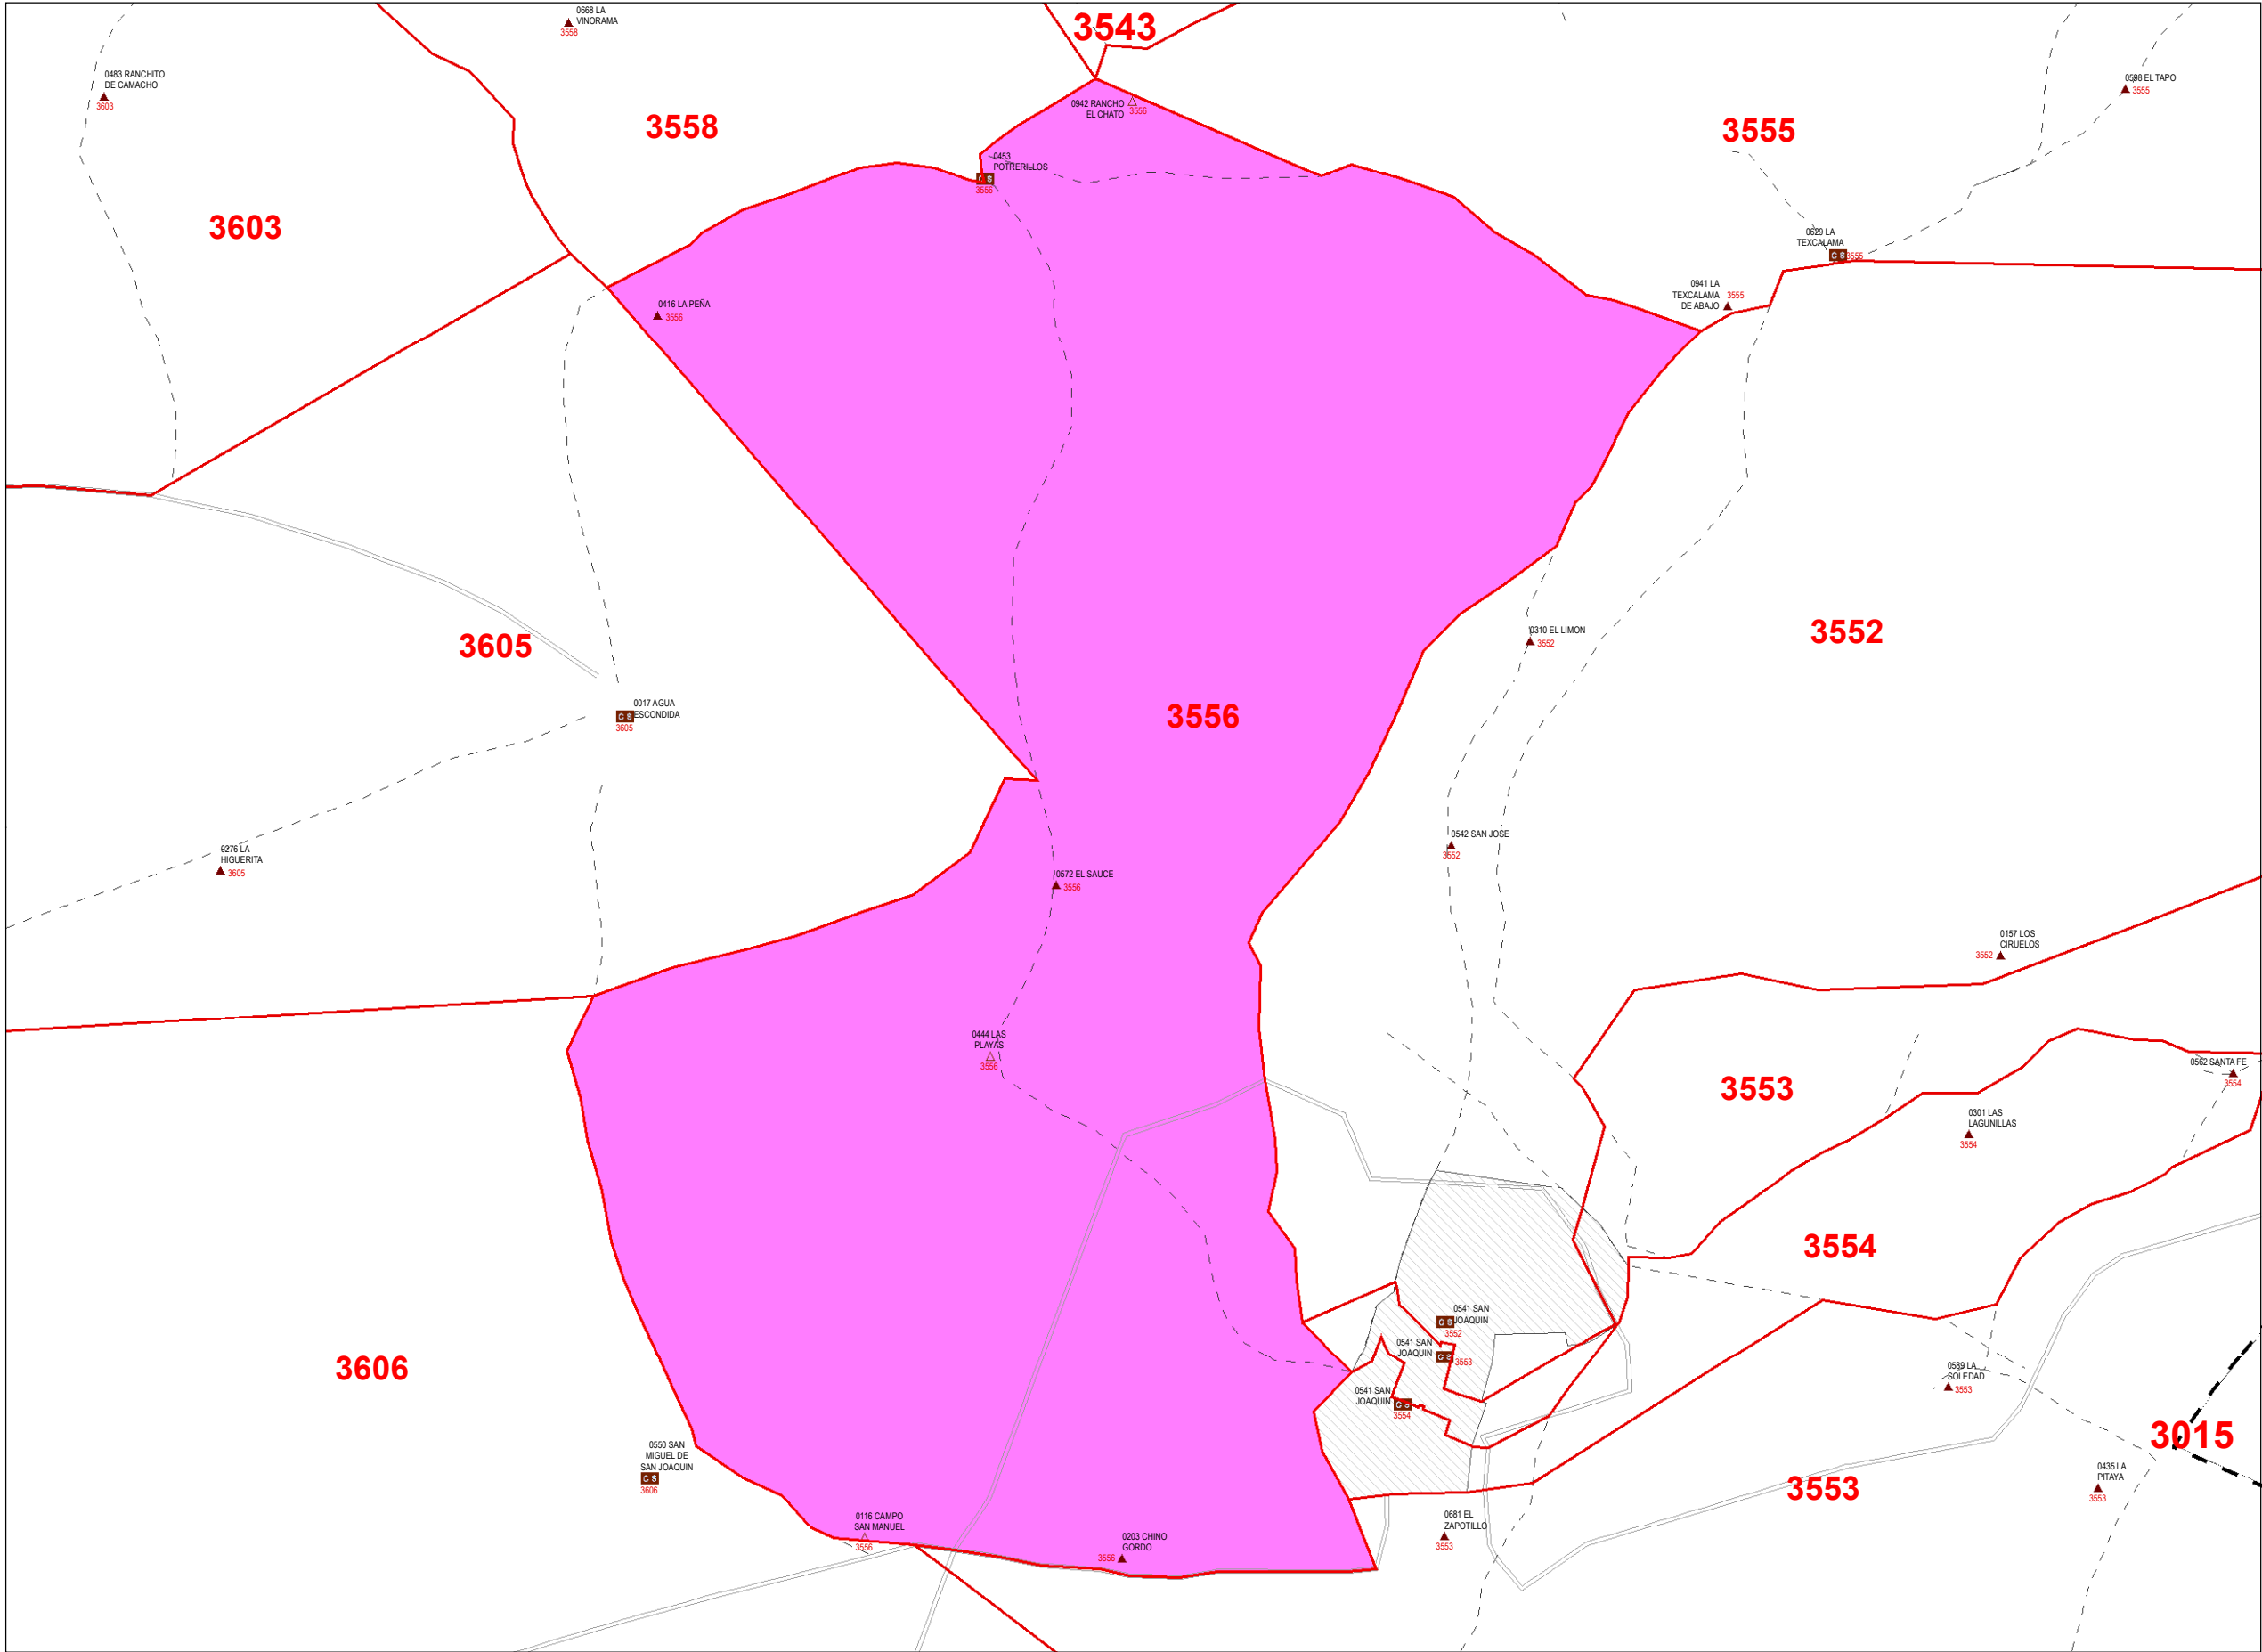 0668 LA
VINORAMA
3558
3543
0483 RANCHITO
DE CAMACHO
3603
0598 EL TAPO
3555
0942 RANCHO
EL CHATO
3556
3558
3555
0453
POTRERILLOS
C S
3556
3603
0629 LA
TEXCALAMA
C S
3555
0941 LA
TEXCALAMA
DE ABAJO
3555
0416 LA PEÑA
3556
0310 EL LIMON
3552
3552
3605
0017 AGUA
ESCONDIDA
C S
3605
3556
0542 SAN JOSE
3552
0276 LA
HIGUERITA
3605
0572 EL SAUCE
3556
0157 LOS
CIRUELOS
3552
0444 LAS
PLAYAS
3556
0562 SANTA FE
3554
3553
0301 LAS
LAGUNILLAS
3554
3554
0541 SAN
JOAQUIN
C S
3552
0541 SAN
JOAQUIN
C S
3553
0541 SAN
JOAQUIN
C S
3554
3606
0589 LA
SOLEDAD
3553
3015
0550 SAN
MIGUEL DE
SAN JOAQUIN
C S
3606
0435 LA
PITAYA
3553
3553
0116 CAMPO
SAN MANUEL
3556
0203 CHINO
GORDO
3556
0681 EL
ZAPOTILLO
3553